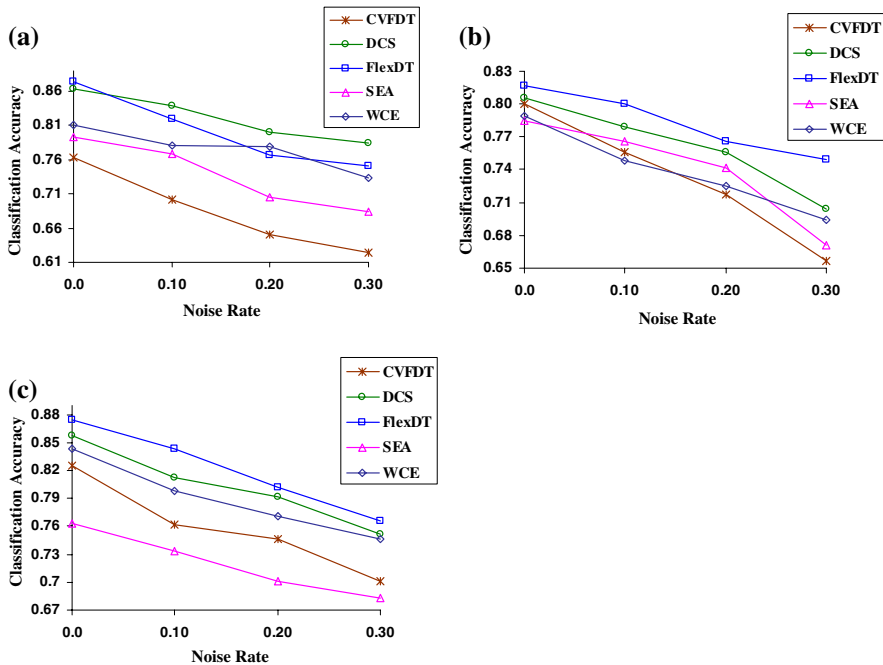 (a)
CVFDT
DCS
FlexDT
SEA
WCE
Classification Accuracy
0.86
0.81
0.76
0.71
0.66
0.61
0.0 0.10 0.20 0.30
Noise Rate
(b)
CVFDT
DCS
FlexDT
SEA
WCE
Classification Accuracy
0.83
0.80
0.77
0.74
0.71
0.68
0.65
0.0 0.10 0.20 0.30
Noise Rate
(c)
CVFDT
DCS
FlexDT
SEA
WCE
Classification Accuracy
0.88
0.85
0.82
0.79
0.76
0.73
0.7
0.67
0.0 0.10 0.20 0.30
Noise Rate